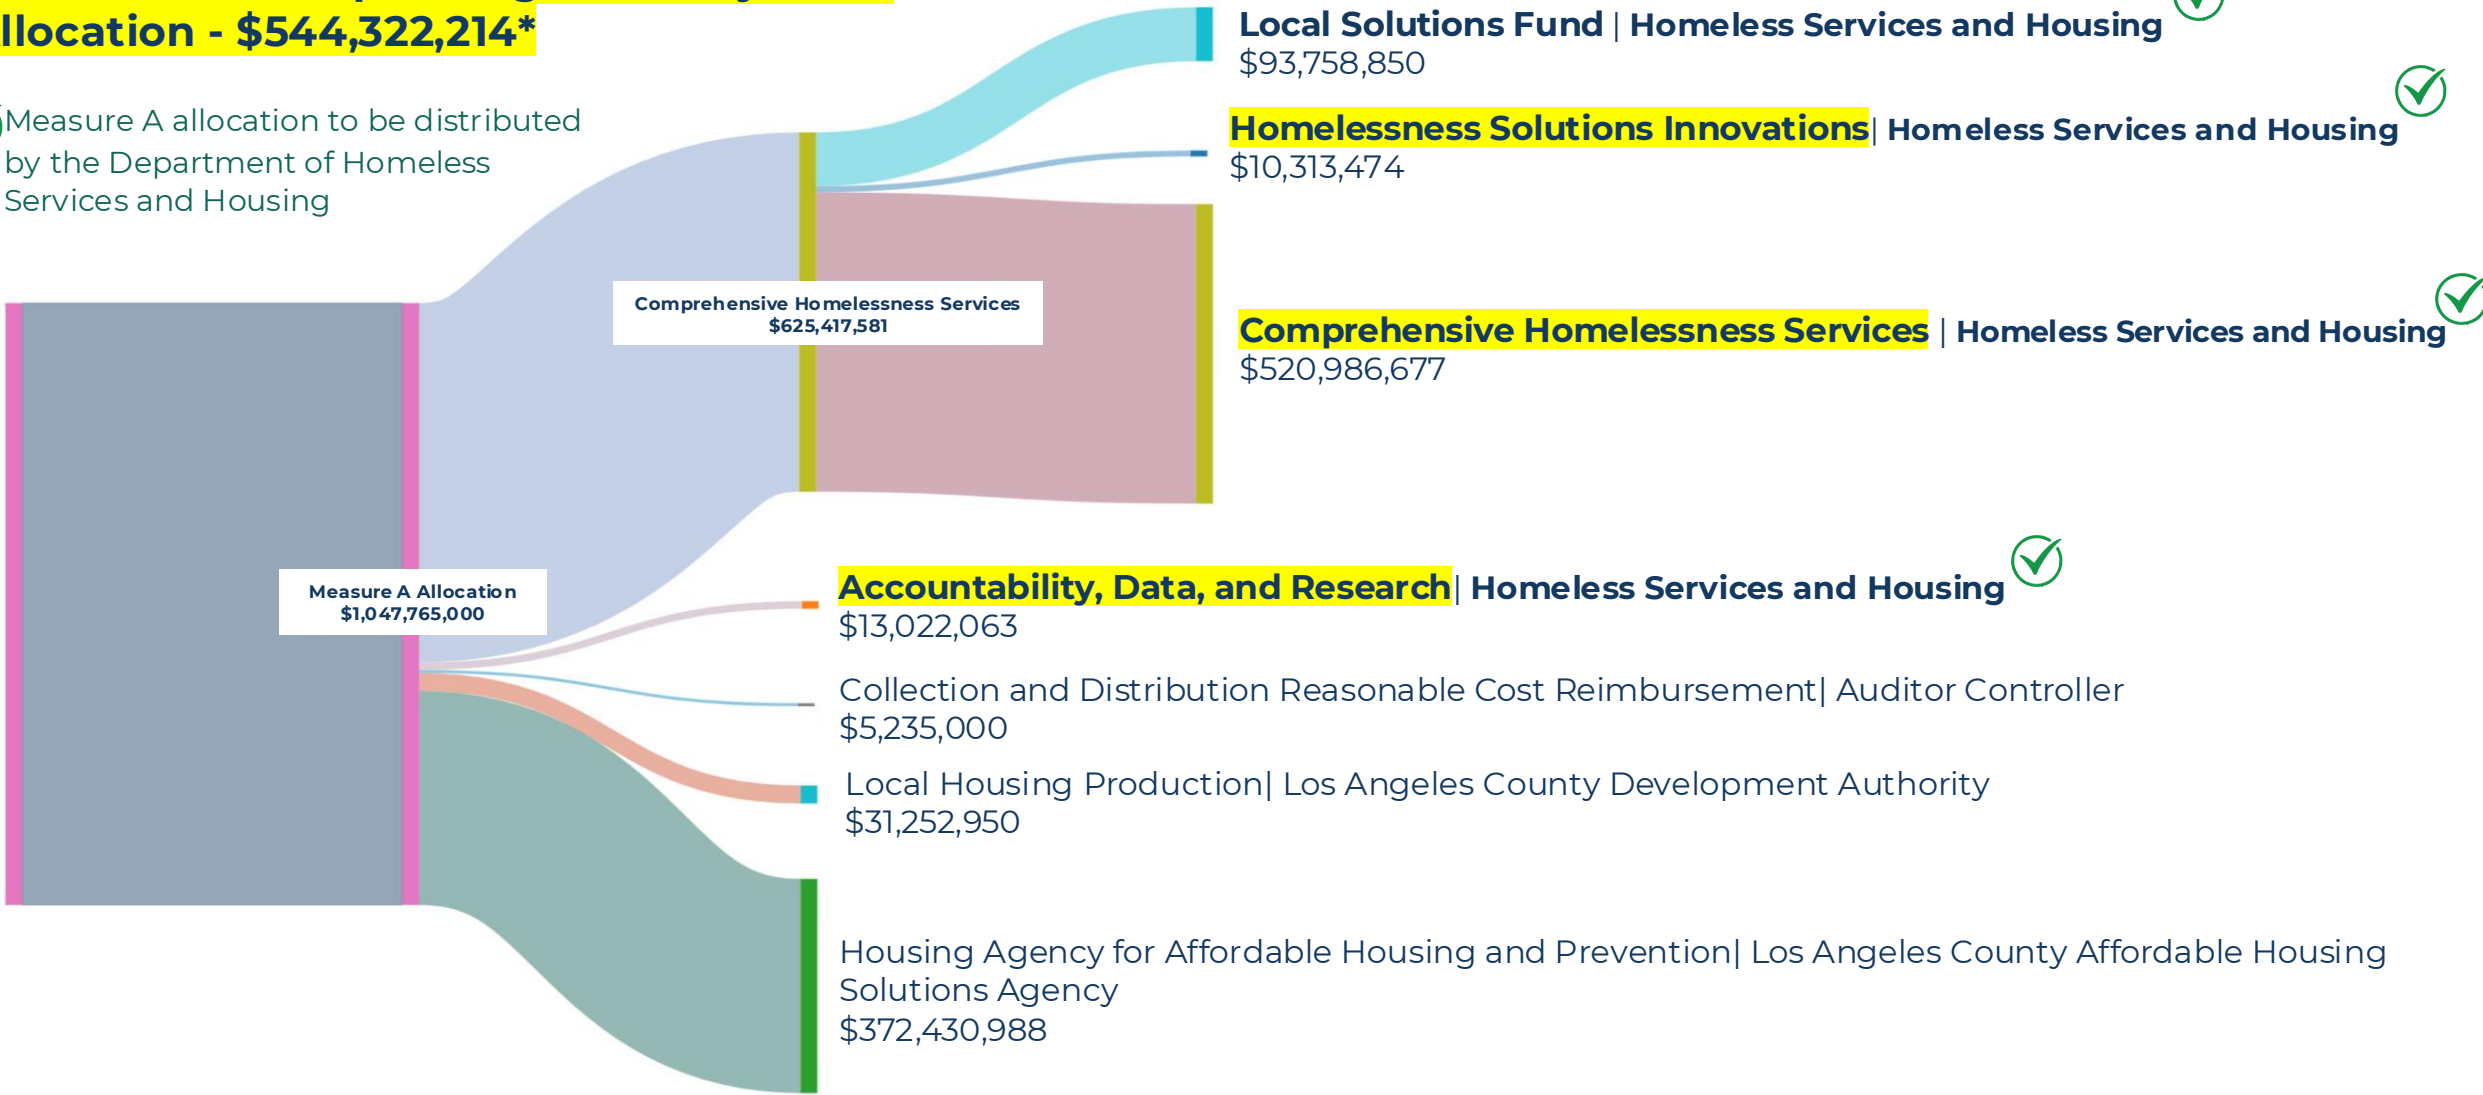 llocation - $544,322,214*
Measure A allocation to be distributed
by the Department of Homeless
Services and Housing
Local Solutions Fund | Homeless Services and Housing
$93,758,850
Homelessness Solutions Innovations| Homeless Services and Housing
$10,313,474
Comprehensive Homelessness Services
$625,417,581
Comprehensive Homelessness Services | Homeless Services and Housing
$520,986,677
Measure A Allocation
$1,047,765,000
Accountability, Data, and Research| Homeless Services and Housing
$13,022,063
Collection and Distribution Reasonable Cost Reimbursement| Auditor Controller
$5,235,000
Local Housing Production| Los Angeles County Development Authority
$31,252,950
Housing Agency for Affordable Housing and Prevention| Los Angeles County Affordable Housing
Solutions Agency
$372,430,988